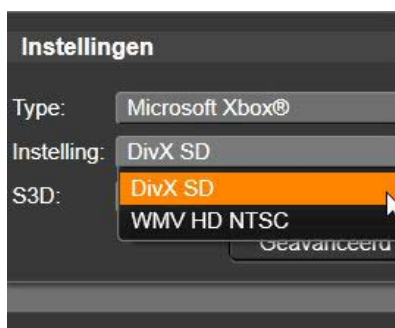 Instellingen
Type: Microsoft Xbox®
Instelling: DivX SD
S3D: DivX SD
WMV HD NTSC
Geavanceerd